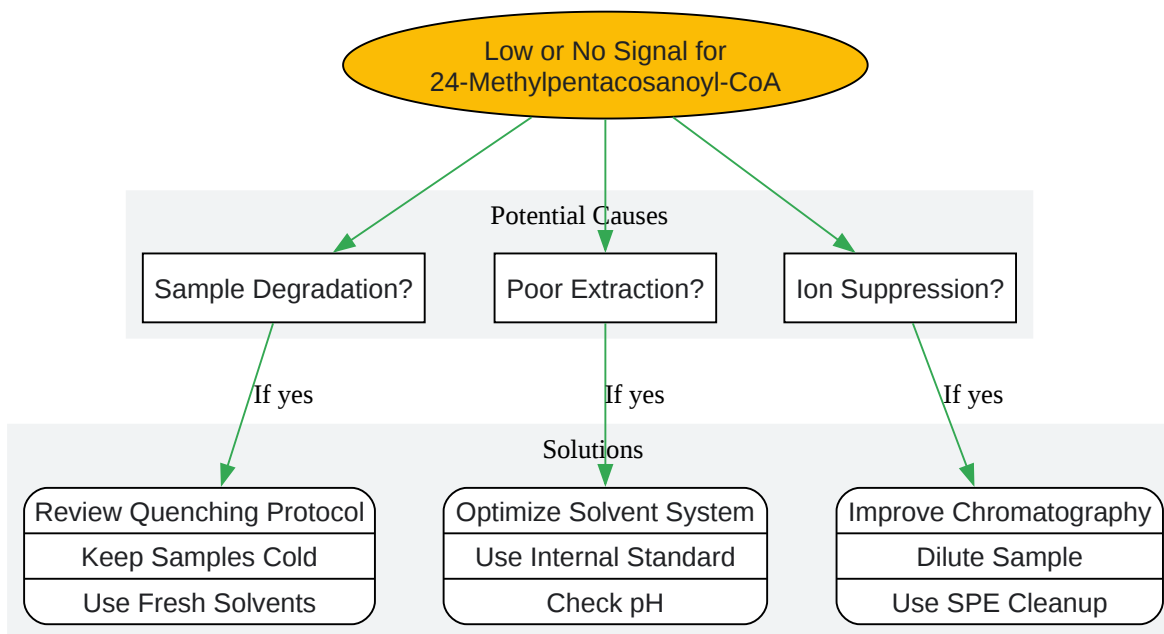 Low or No Signal for
24-Methylpentacosanoyl-CoA
Potential Causes
Sample Degradation?
Poor Extraction?
Ion Suppression?
If yes
If yes
If yes
Solutions
Review Quenching Protocol
Keep Samples Cold
Use Fresh Solvents
Optimize Solvent System
Use Internal Standard
Check pH
Improve Chromatography
Dilute Sample
Use SPE Cleanup